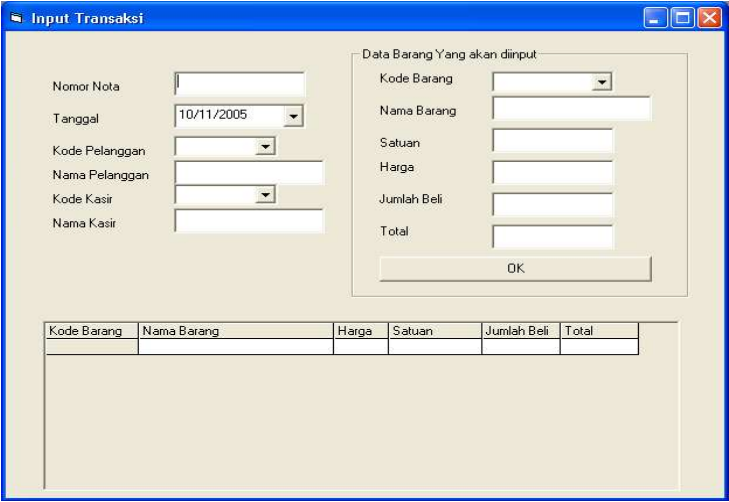 Input Transaksi
Nomor Nota
Tanggal 10/11/2005
Kode Pelanggan
Nama Pelanggan
Kode Kasir
Nama Kasir
Data Barang Yang akan diinput
Kode Barang
Nama Barang
Satuan
Harga
Jumlah Beli
Total
OK
Kode Barang Nama Barang Harga Satuan Jumlah Beli Total